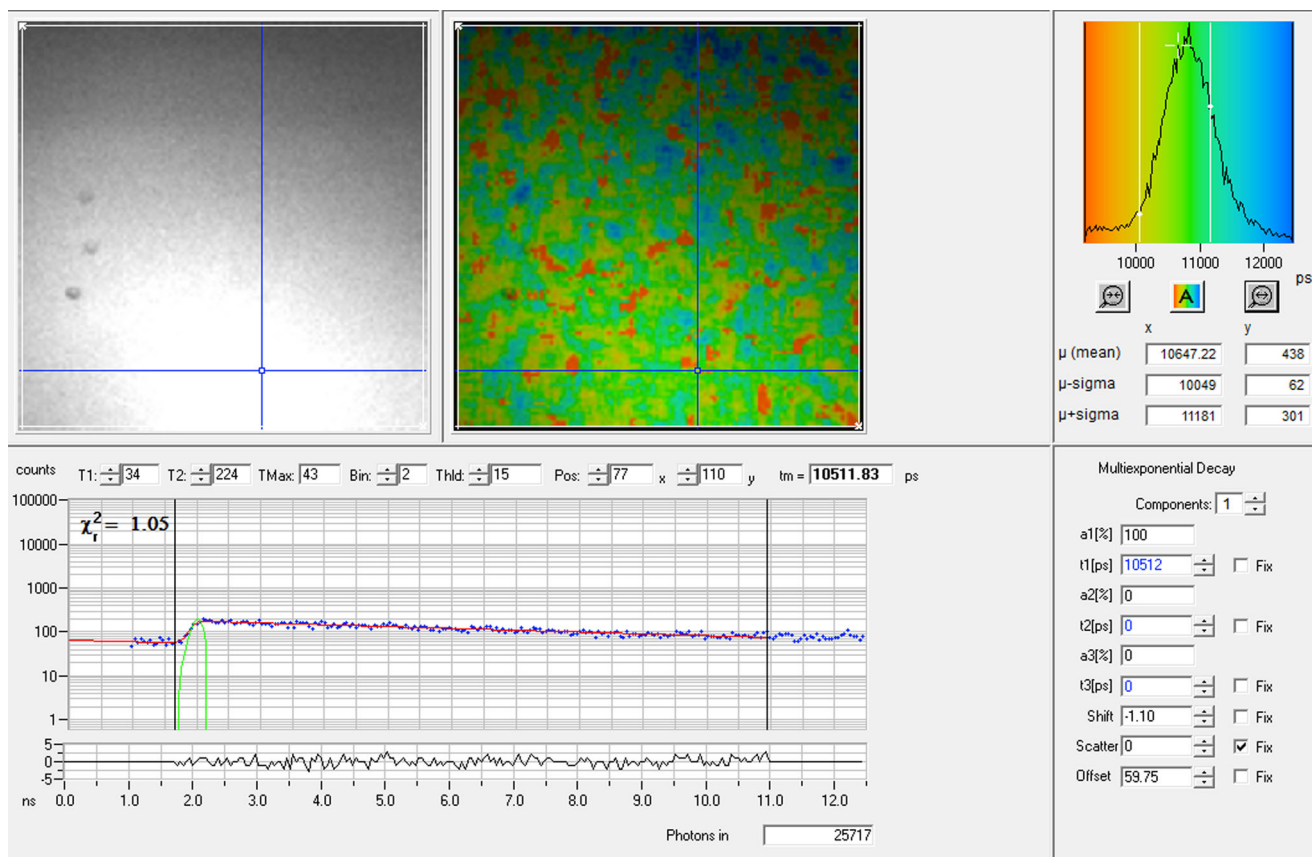 10000 11000 12000
ps
A
x y
µ (mean) 10647.22 438
µ-sigma 10049 62
µ+sigma 11181 301
counts T1: 34 T2: 224 TMax: 43 Bin: 2 Thld: 15 Pos: 77 x 110 y tm = 10511.83 ps
100000
χr² = 1.05
10000
1000
100
10
1
5
0
-5
ns 0.0 1.0 2.0 3.0 4.0 5.0 6.0 7.0 8.0 9.0 10.0 11.0 12.0
Photons in 25717
Multiexponential Decay
Components: 1
a1[%] 100
t1[ps] 10512 Fix
a2[%] 0
t2[ps] 0 Fix
a3[%] 0
t3[ps] 0 Fix
Shift -1.10 Fix
Scatter 0 Fix
Offset 59.75 Fix